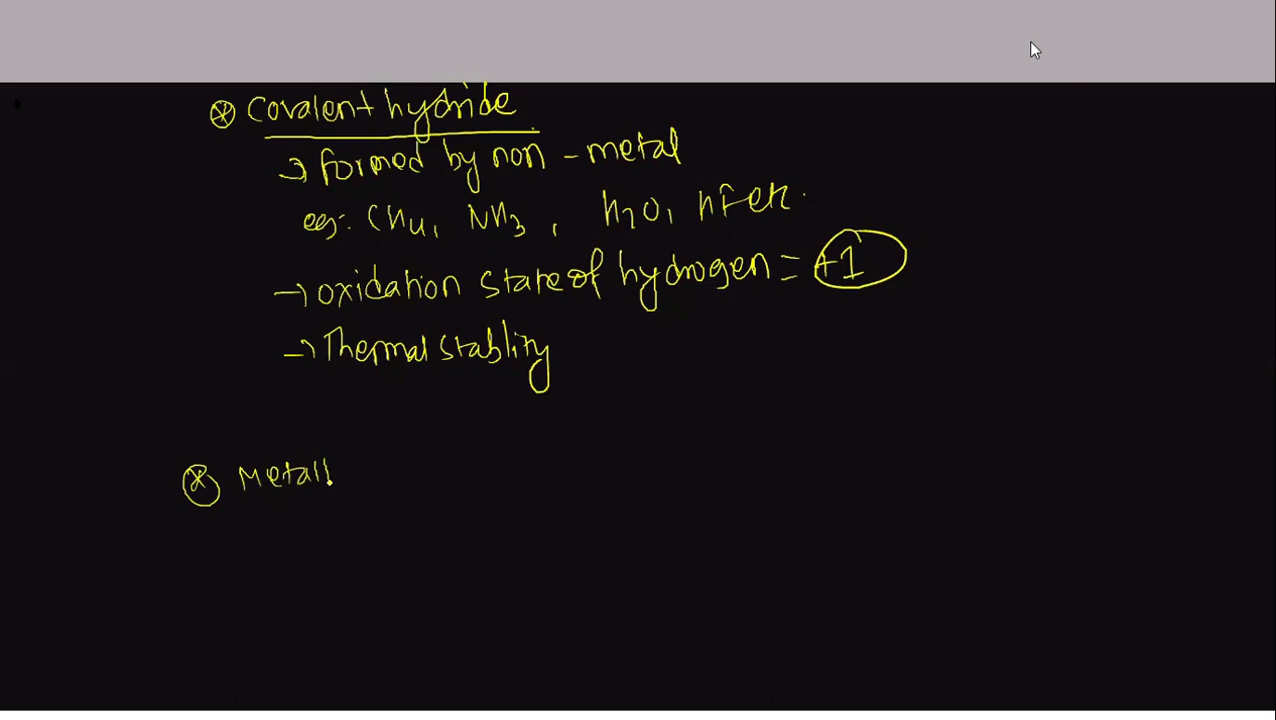 Covalent hydride
→ formed by non-metal
eg:- CH4, NH3, H2O, HF etc.
→ oxidation state of hydrogen = +1
→ Thermal stablity
Metall